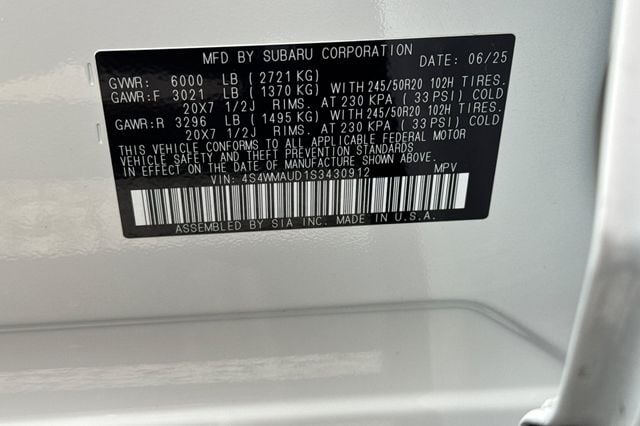 MFD BY SUBARU CORPORATION DATE: 06/25
GVWR: 6000 LB ( 2721 KG)
GAWR:F 3021 LB ( 1370 KG) WITH 245/50R20 102H TIRES.
20X7 1/2J RIMS. AT 230 KPA ( 33 PSI) COLD
GAWR:R 3296 LB ( 1495 KG) WITH 245/50R20 102H TIRES.
20X7 1/2J RIMS. AT 230 KPA ( 33 PSI) COLD
THIS VEHICLE CONFORMS TO ALL APPLICABLE FEDERAL MOTOR
VEHICLE SAFETY AND BUMPER STANDARDS
IN EFFECT ON THE DATE OF MANUFACTURE SHOWN ABOVE.
VIN: 4S4WMAUD1S3430912 MPV
ASSEMBLED BY SIA INC. MADE IN U.S.A.